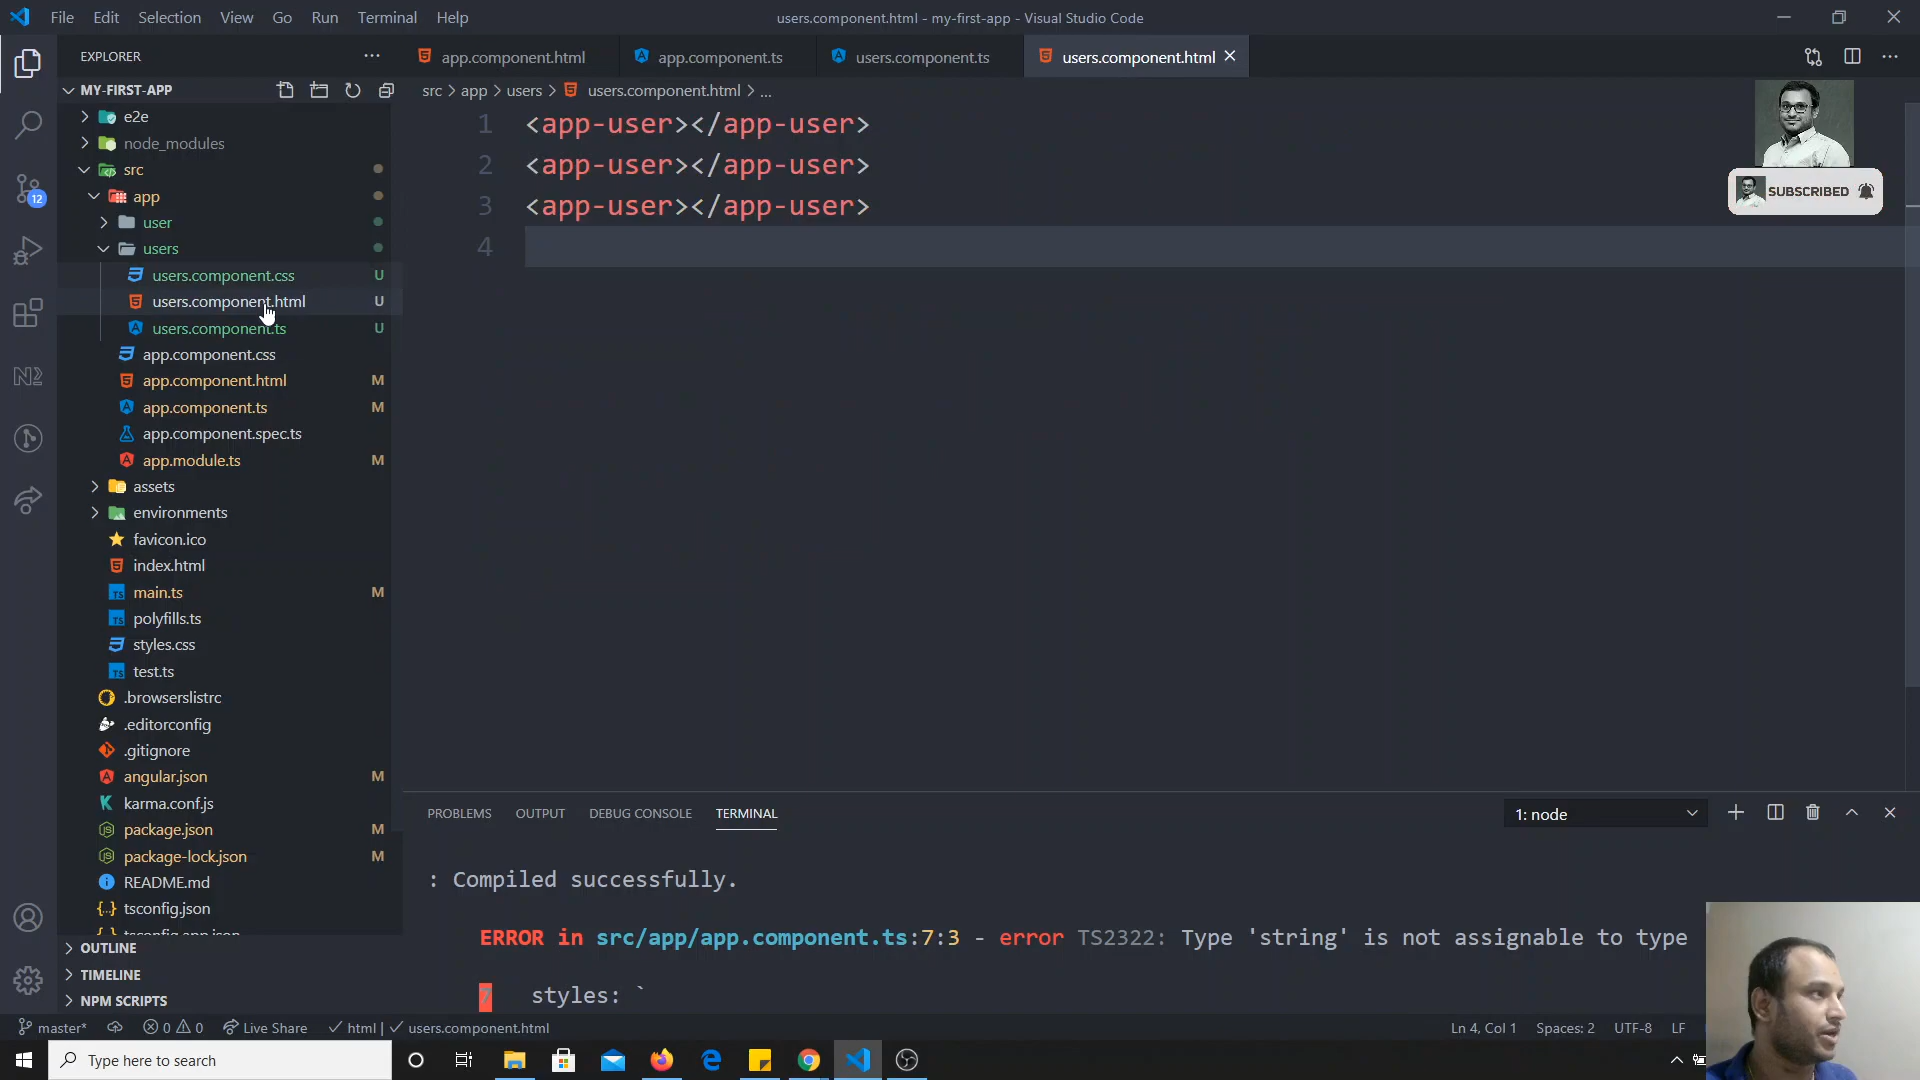 File Edit Selection View Go Run Terminal Help
users.component.html - my-first-app - Visual Studio Code
EXPLORER
app.component.html
app.component.ts
users.component.ts
users.component.html
MY-FIRST-APP
src > app > users > users.component.html > ...
e2e
node_modules
src
app
user
users
users.component.css U
users.component.html U
users.component.ts U
app.component.css
app.component.html M
app.component.ts M
app.component.spec.ts
app.module.ts M
assets
environments
favicon.ico
index.html
main.ts M
polyfills.ts
styles.css
test.ts
.browserslistrc
.editorconfig
.gitignore
angular.json M
karma.conf.js
package.json M
package-lock.json M
README.md
tsconfig.json
tsconfig.app.json
OUTLINE
TIMELINE
NPM SCRIPTS
12
1 <app-user></app-user>
2 <app-user></app-user>
3 <app-user></app-user>
4
SUBSCRIBED
PROBLEMS OUTPUT DEBUG CONSOLE TERMINAL
1: node
: Compiled successfully.
ERROR in src/app/app.component.ts:7:3 - error TS2322: Type 'string' is not assignable to type
7 styles: `
master* 0 0 Live Share html | users.component.html
Ln 4, Col 1 Spaces: 2 UTF-8 LF
Type here to search